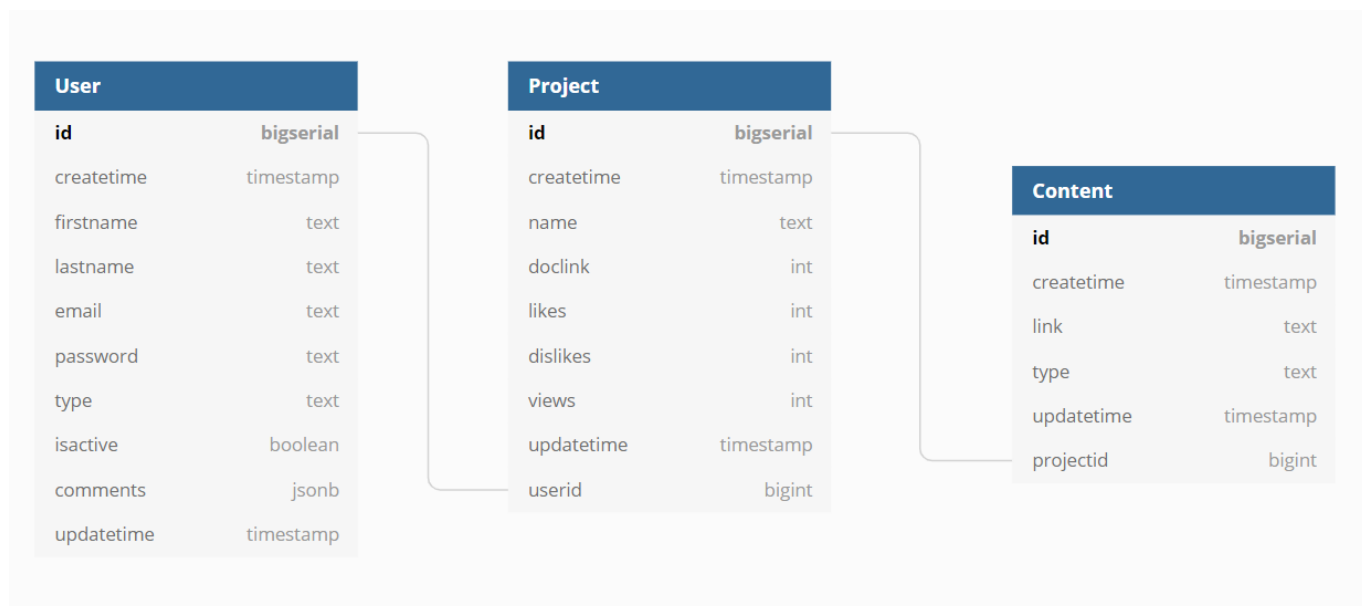 User
id bigserial
createtime timestamp
firstname text
lastname text
email text
password text
type text
isactive boolean
comments jsonb
updatetime timestamp
Project
id bigserial
createtime timestamp
name text
doclink int
likes int
dislikes int
views int
updatetime timestamp
userid bigint
Content
id bigserial
createtime timestamp
link text
type text
updatetime timestamp
projectid bigint